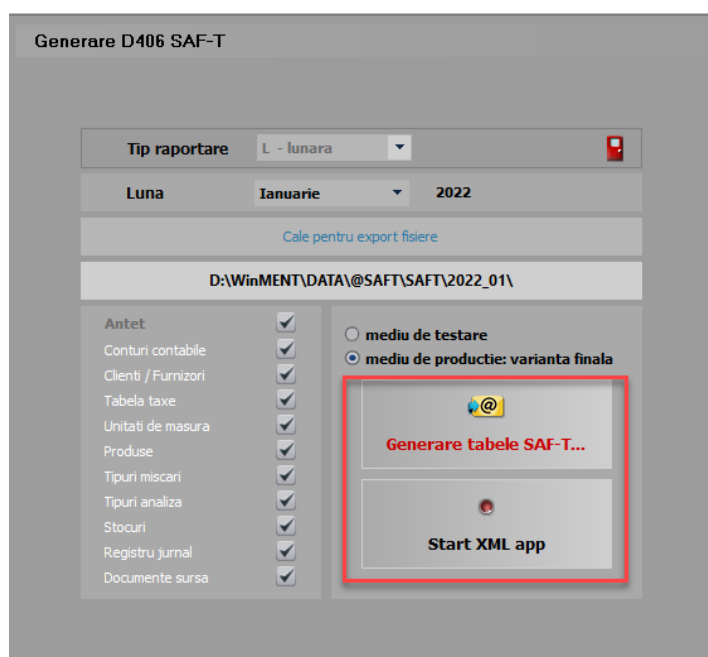 Generare D406 SAF-T
Tip raportare L - lunara
Luna Ianuarie 2022
Cale pentru export fisiere
D:\WinMENT\DATA\@SAFT\SAFT\2022_01\
Antet
Conturi contabile
Clienti / Furnizori
Tabela taxe
Unitati de masura
Produse
Tipuri miscari
Tipuri analiza
Stocuri
Registru jurnal
Documente sursa
mediu de testare
mediu de productie: varianta finala
@
Generare tabele SAF-T...
Start XML app